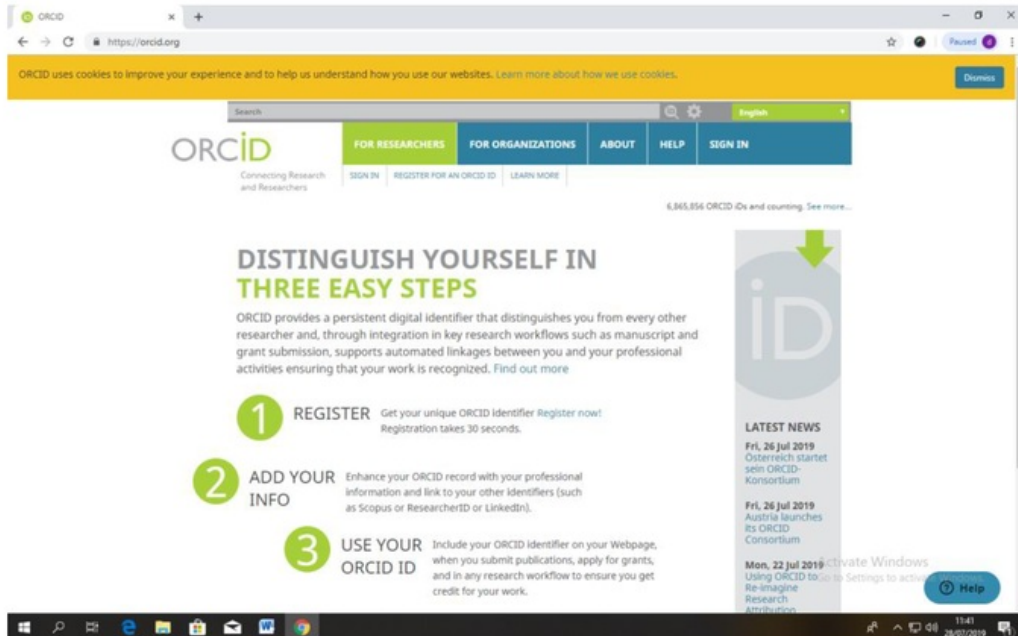 ORCID
https://orcid.org
Paused
d
ORCID uses cookies to improve your experience and to help us understand how you use our websites. Learn more about how we use cookies.
Dismiss
Search
English
ORCiD
Connecting Research
and Researchers
FOR RESEARCHERS
FOR ORGANIZATIONS
ABOUT
HELP
SIGN IN
SIGN IN
REGISTER FOR AN ORCID ID
LEARN MORE
6,865,856 ORCID iDs and counting. See more...
DISTINGUISH YOURSELF IN
THREE EASY STEPS
ORCID provides a persistent digital identifier that distinguishes you from every other
researcher and, through integration in key research workflows such as manuscript and
grant submission, supports automated linkages between you and your professional
activities ensuring that your work is recognized. Find out more
1
REGISTER
Get your unique ORCID identifier Register now!
Registration takes 30 seconds.
2
ADD YOUR
INFO
Enhance your ORCID record with your professional
information and link to your other identifiers (such
as Scopus or ResearcherID or LinkedIn).
3
USE YOUR
ORCID ID
Include your ORCID identifier on your Webpage,
when you submit publications, apply for grants,
and in any research workflow to ensure you get
credit for your work.
iD
LATEST NEWS
Fri, 26 Jul 2019
Österreich startet
sein ORCID-
Konsortium
Fri, 26 Jul 2019
Austria launches
its ORCID
Consortium
Mon, 22 Jul 2019
Using ORCID to
Re-imagine
Research
Attribution
Activate Windows
Go to Settings to activate Windows.
Help
11:41
28/07/2019